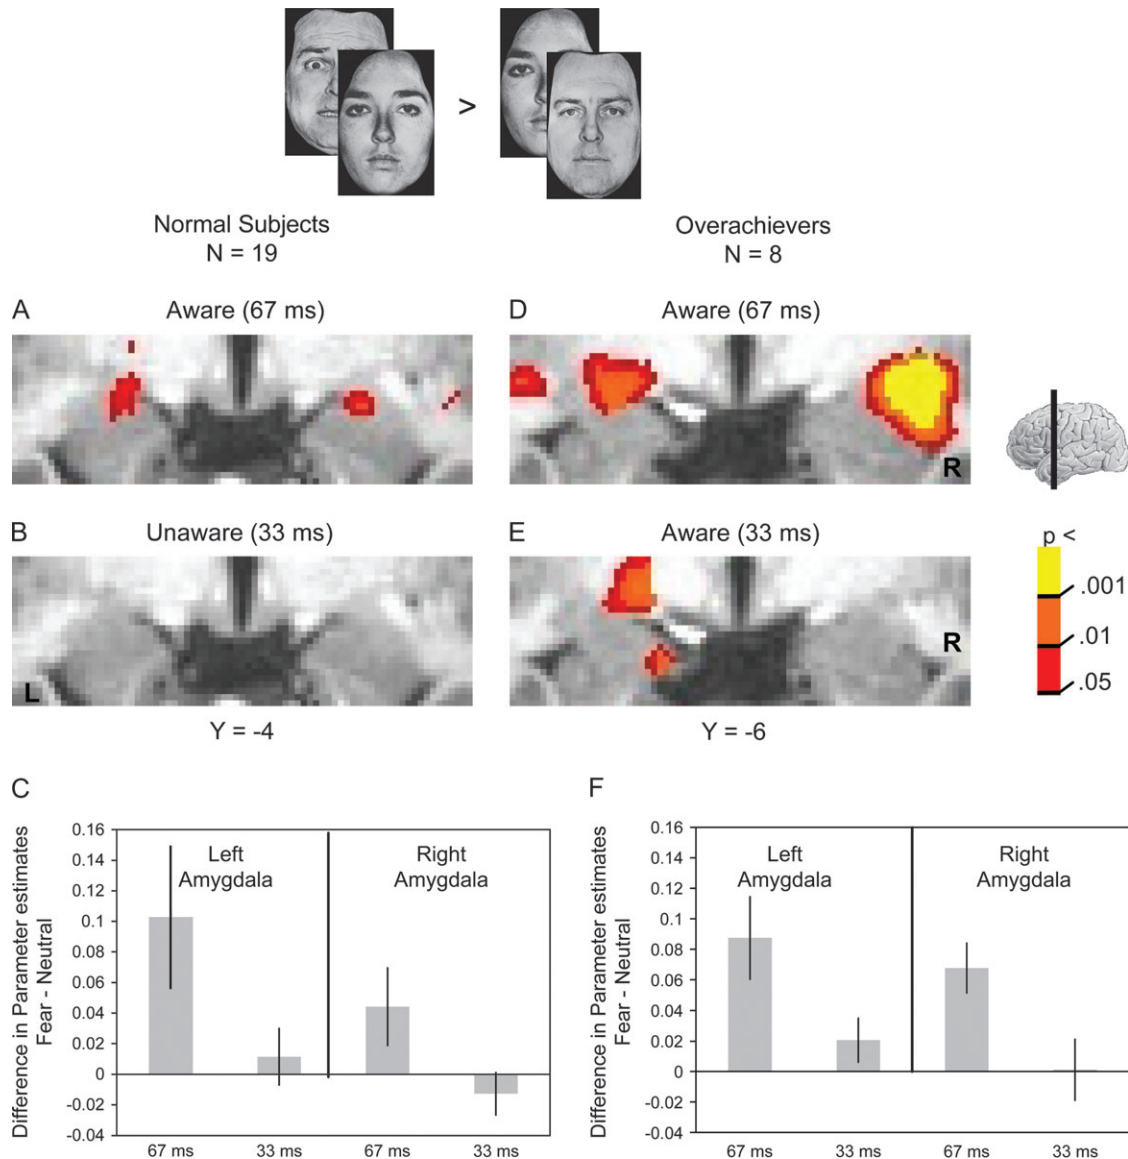 >
Normal Subjects
N = 19
Overachievers
N = 8
A
Aware (67 ms)
D
Aware (67 ms)
R
B
Unaware (33 ms)
L
Y = -4
E
Aware (33 ms)
R
Y = -6
p <
.001
.01
.05
C
Difference in Parameter estimates
Fear - Neutral
0.16
0.14
0.12
0.1
0.08
0.06
0.04
0.02
0
-0.02
-0.04
Left
Amygdala
Right
Amygdala
67 ms
33 ms
67 ms
33 ms
F
Difference in Parameter estimates
Fear - Neutral
0.16
0.14
0.12
0.1
0.08
0.06
0.04
0.02
0
-0.02
-0.04
Left
Amygdala
Right
Amygdala
67 ms
33 ms
67 ms
33 ms